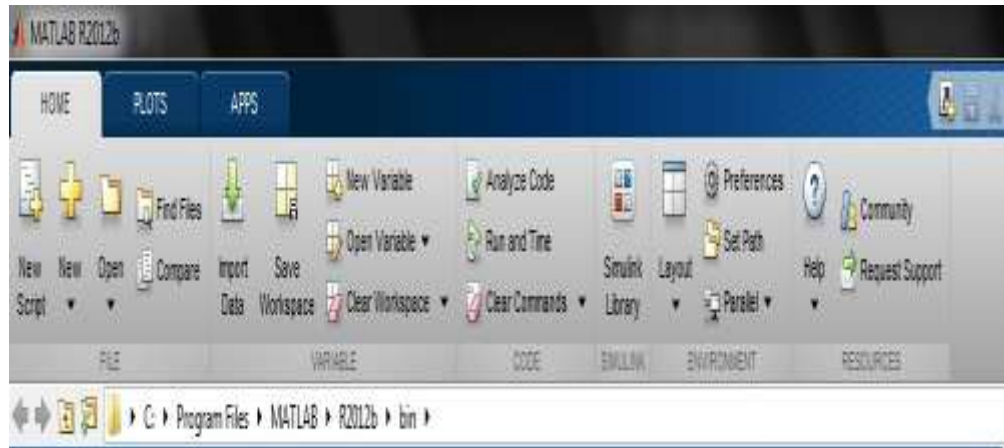 MATLAB R2012b
HOME PLOTS APPS
New Script
New
Open
Find Files
Compare
Import Data
Save Workspace
New Variable
Open Variable
Clear Workspace
Analyze Code
Run and Time
Clear Commands
Simulink Library
Layout
Preferences
Set Path
Parallel
Help
Community
Request Support
FILE VARIABLE CODE SIMULINK ENVIRONMENT RESOURCES
C: Program Files MATLAB R2012b bin